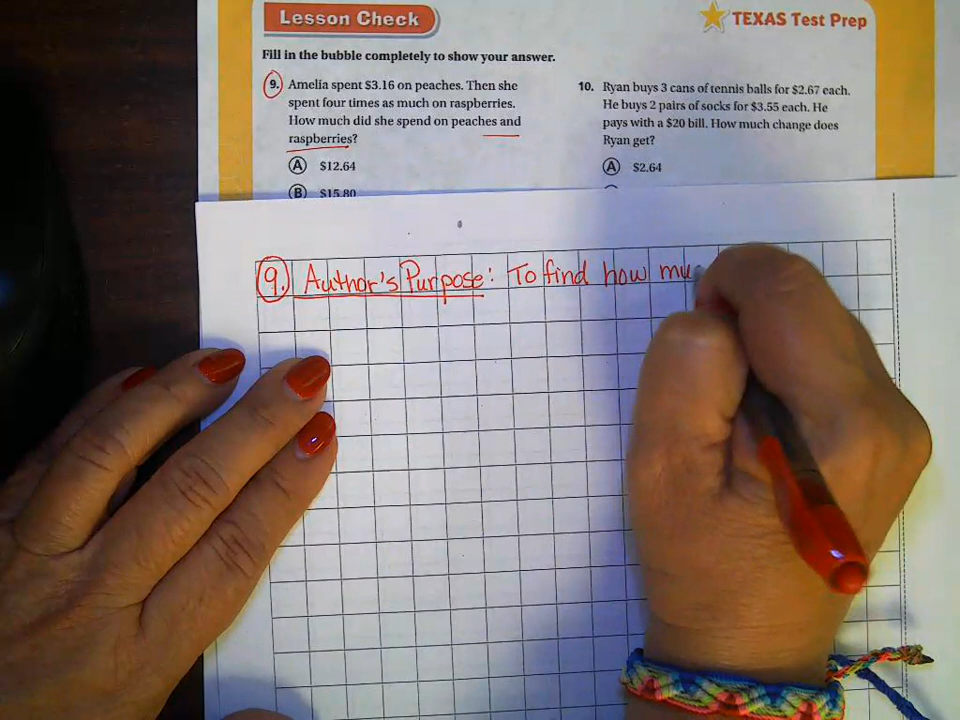 Lesson Check
TEXAS Test Prep
Fill in the bubble completely to show your answer.
9. Amelia spent $3.16 on peaches. Then she
spent four times as much on raspberries.
How much did she spend on peaches and
raspberries?
A $12.64
B $15.80
10. Ryan buys 3 cans of tennis balls for $2.67 each.
He buys 2 pairs of socks for $3.55 each. He
pays with a $20 bill. How much change does
Ryan get?
A $2.64
9. Author's Purpose: To find how mu